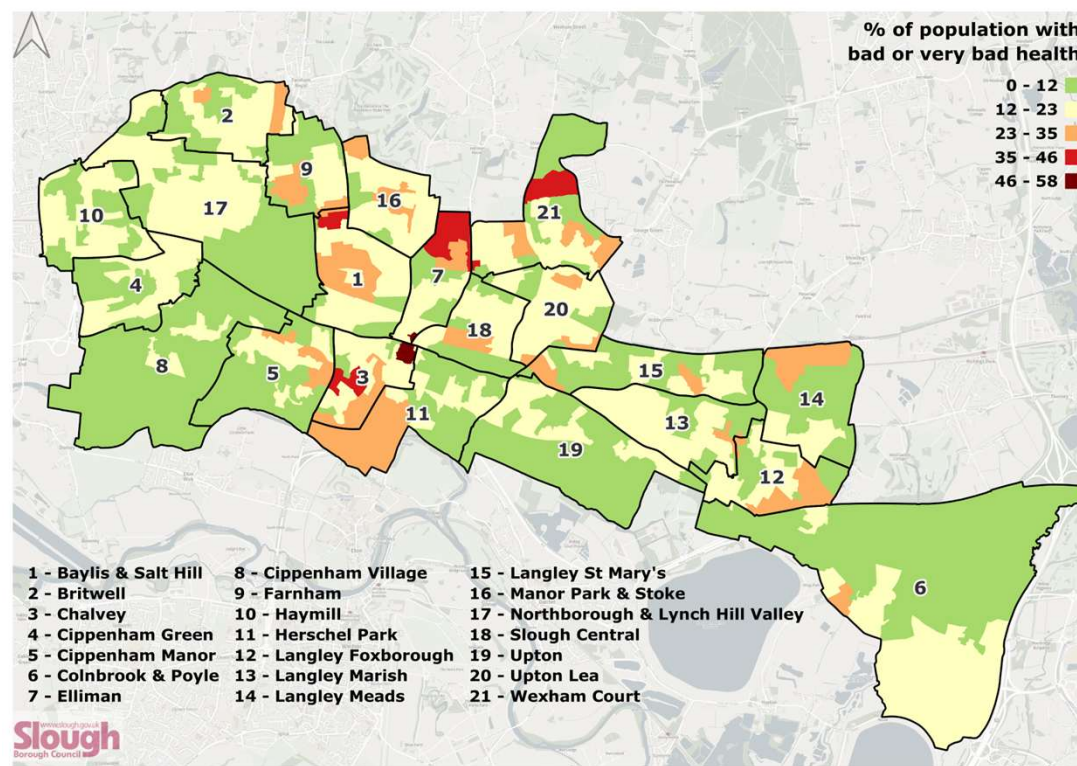 % of population with
bad or very bad health
0 - 12
12 - 23
23 - 35
35 - 46
46 - 58
2
9
16
10
17
21
1
7
4
20
18
8
5
3
15
14
11
13
19
12
6
1 - Baylis & Salt Hill
2 - Britwell
3 - Chalvey
4 - Cippenham Green
5 - Cippenham Manor
6 - Colnbrook & Poyle
7 - Elliman
8 - Cippenham Village
9 - Farnham
10 - Haymill
11 - Herschel Park
12 - Langley Foxborough
13 - Langley Marish
14 - Langley Meads
15 - Langley St Mary's
16 - Manor Park & Stoke
17 - Northborough & Lynch Hill Valley
18 - Slough Central
19 - Upton
20 - Upton Lea
21 - Wexham Court
www.slough.gov.uk
Slough
Borough Council